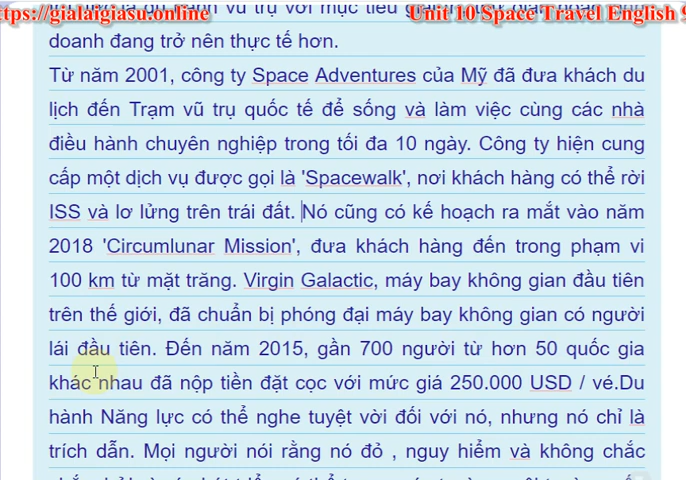 ttps://gialaigiasu.online
Unit 10 Space Travel English 9
doanh đang trở nên thực tế hơn.
Từ năm 2001, công ty Space Adventures của Mỹ đã đưa khách du
lịch đến Trạm vũ trụ quốc tế để sống và làm việc cùng các nhà
điều hành chuyên nghiệp trong tối đa 10 ngày. Công ty hiện cung
cấp một dịch vụ được gọi là 'Spacewalk', nơi khách hàng có thể rời
ISS và lơ lửng trên trái đất. Nó cũng có kế hoạch ra mắt vào năm
2018 'Circumlunar Mission', đưa khách hàng đến trong phạm vi
100 km từ mặt trăng. Virgin Galactic, máy bay không gian đầu tiên
trên thế giới, đã chuẩn bị phóng đại máy bay không gian có người
lái đầu tiên. Đến năm 2015, gần 700 người từ hơn 50 quốc gia
khác nhau đã nộp tiền đặt cọc với mức giá 250.000 USD / vé.Du
hành Năng lực có thể nghe tuyệt vời đối với nó, nhưng nó chỉ là
trích dẫn. Mọi người nói rằng nó đỏ , nguy hiểm và không chắc